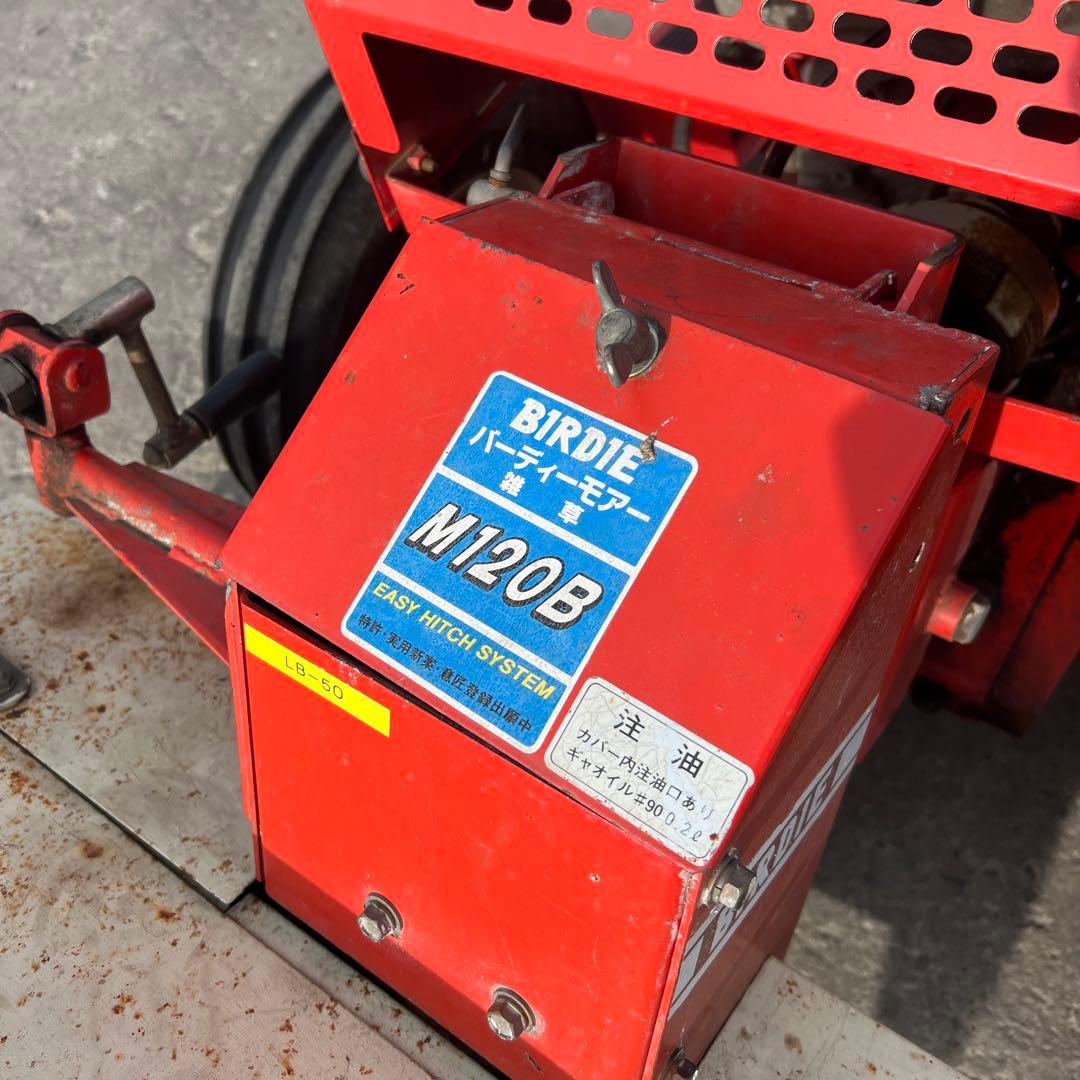 BIRDIE
バーディーモアー
雑草
M120B
EASY HITCH SYSTEM
特許・実用新案・意匠登録出願中
LB-50
注油
カバー内注油口あり
ギャオイル#90 0.2ℓ
BIRDIE